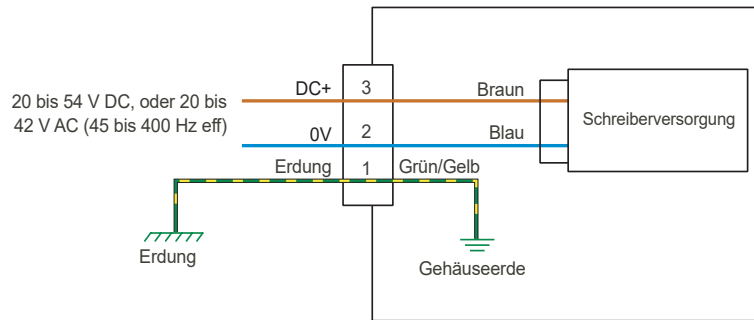 DC+
3
Braun
20 bis 54 V DC, oder 20 bis
42 V AC (45 bis 400 Hz eff)
Schreiberversorgung
0V
2
Blau
Erdung
1
Grün/Gelb
Erdung
Gehäuseerde